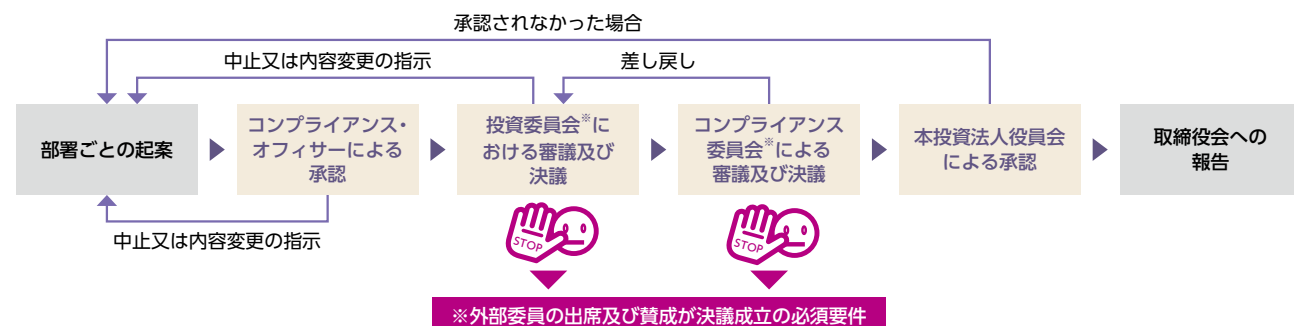 承認されなかった場合
中止又は内容変更の指示
差し戻し
部署ごとの起案
コンプライアンス・
オフィサーによる
承認
投資委員会※に
おける審議及び
決議
コンプライアンス
委員会※による
審議及び決議
本投資法人役員会
による承認
取締役会への
報告
中止又は内容変更の指示
STOP
STOP
※外部委員の出席及び賛成が決議成立の必須要件